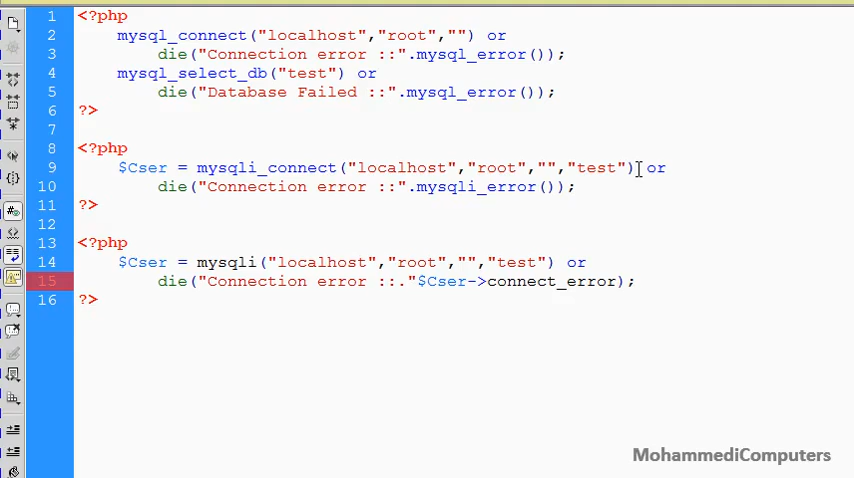 1 <?php
2 mysql_connect("localhost","root","") or
3 die("Connection error ::".mysql_error());
4 mysql_select_db("test") or
5 die("Database Failed ::".mysql_error());
6 ?>
7
8 <?php
9 $Cser = mysqli_connect("localhost","root","","test") or
10 die("Connection error ::".mysqli_error());
11 ?>
12
13 <?php
14 $Cser = mysqli("localhost","root","","test") or
15 die("Connection error ::."$Cser->connect_error);
16 ?>
MohammediComputers